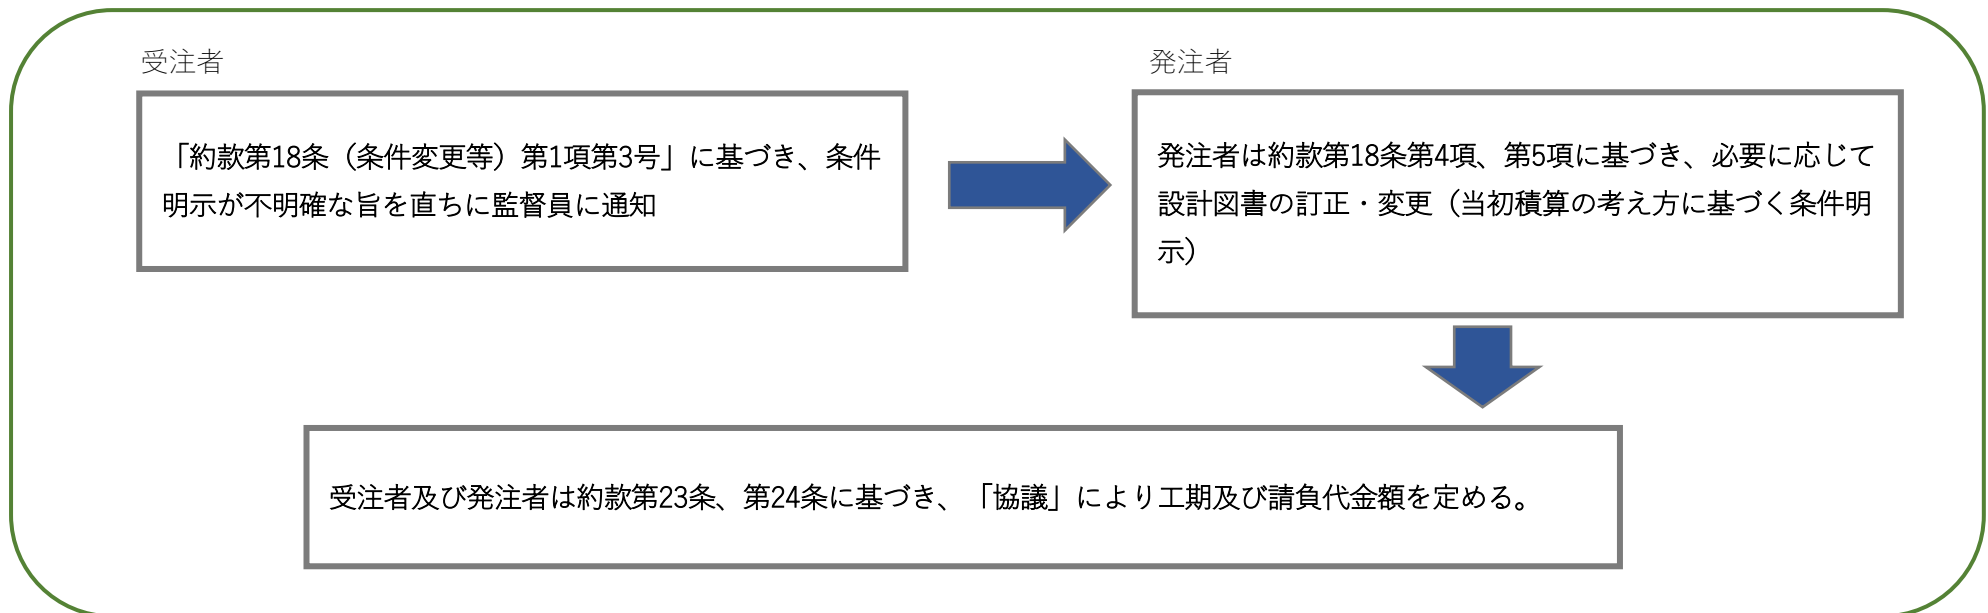 受注者
「約款第18条（条件変更等）第1項第3号」に基づき、条件
明示が不明確な旨を直ちに監督員に通知
発注者
発注者は約款第18条第4項、第5項に基づき、必要に応じて
設計図書の訂正・変更（当初積算の考え方に基づく条件明
示）
受注者及び発注者は約款第23条、第24条に基づき、「協議」により工期及び請負代金額を定める。